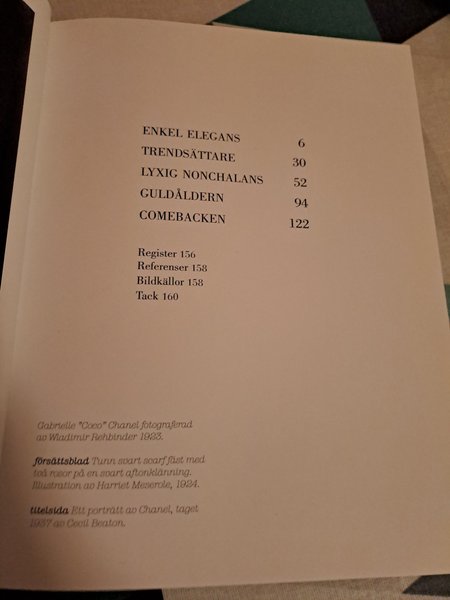 ENKEL ELEGANS 6
TRENDSÄTTARE 30
LYXIG NONCHALANS 52
GULDÅLDERN 94
COMEBACKEN 122
Register 156
Referenser 158
Bildkällor 158
Tack 160
Gabrielle "Coco" Chanel fotograferad
av Wladimir Rehbinder 1923.
försättsblad Tunn svart scarf fäst med
två rosor på en svart aftonklänning.
Illustration av Harriet Meserole, 1924.
titelsida Ett porträtt av Chanel, taget
1937 av Cecil Beaton.